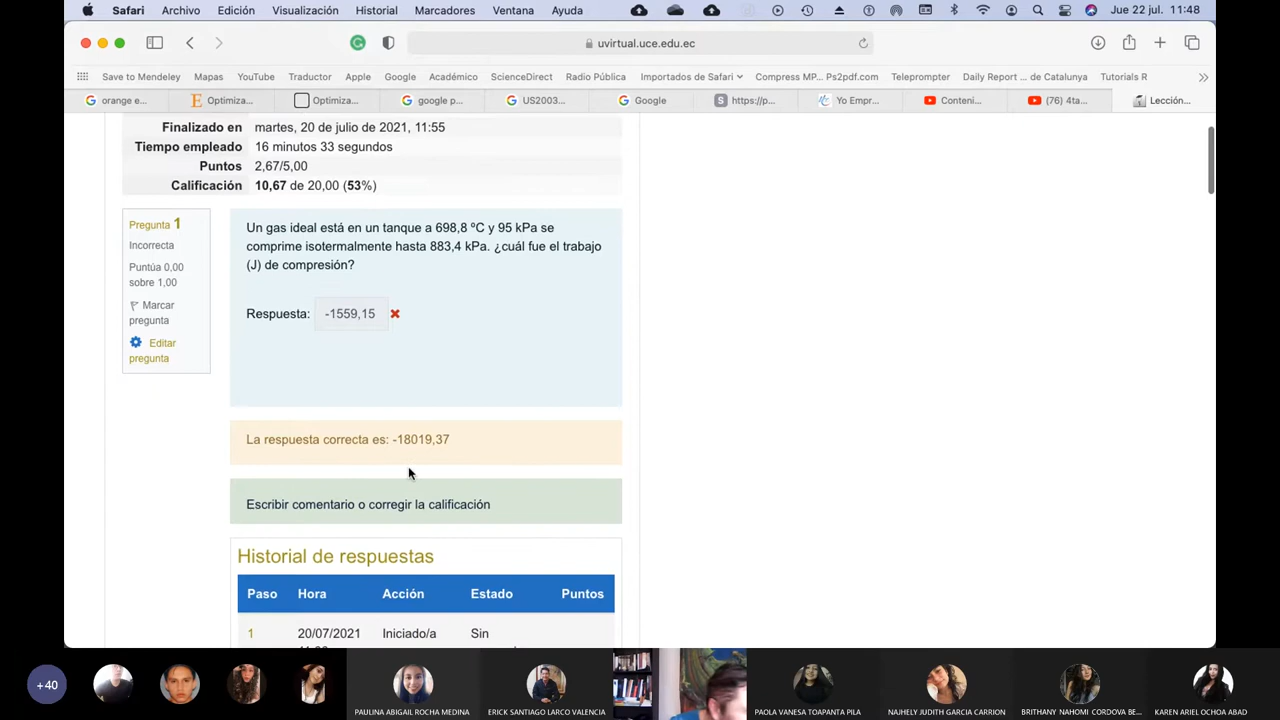 Safari Archivo Edición Visualización Historial Marcadores Ventana Ayuda Jue 22 jul. 11:48
uvirtual.uce.edu.ec
Save to Mendeley Mapas YouTube Traductor Apple Google Académico ScienceDirect Radio Pública Importados de Safari Compress MP... Ps2pdf.com Teleprompter Daily Report ... de Catalunya Tutorials R
orange e... Optimiza... Optimiza... google p... US2003... Google https://p... Yo Empr... Contení... (76) 4ta... Lección...
Finalizado en martes, 20 de julio de 2021, 11:55
Tiempo empleado 16 minutos 33 segundos
Puntos 2,67/5,00
Calificación 10,67 de 20,00 (53%)
Pregunta 1
Incorrecta
Puntúa 0,00
sobre 1,00
Marcar
pregunta
Editar
pregunta
Un gas ideal está en un tanque a 698,8 ºC y 95 kPa se
comprime isotermalmente hasta 883,4 kPa. ¿cuál fue el trabajo
(J) de compresión?
Respuesta: -1559,15
La respuesta correcta es: -18019,37
Escribir comentario o corregir la calificación
Historial de respuestas
Paso Hora Acción Estado Puntos
1 20/07/2021 Iniciado/a Sin
+40
PAULINA ABIGAIL ROCHA MEDINA ERICK SANTIAGO LARCO VALENCIA PAOLA VANESA TOAPANTA PILA NAJHELY JUDITH GARCIA CARRION BRITHANY NAHOMI CORDOVA BE... KAREN ARIEL OCHOA ABAD